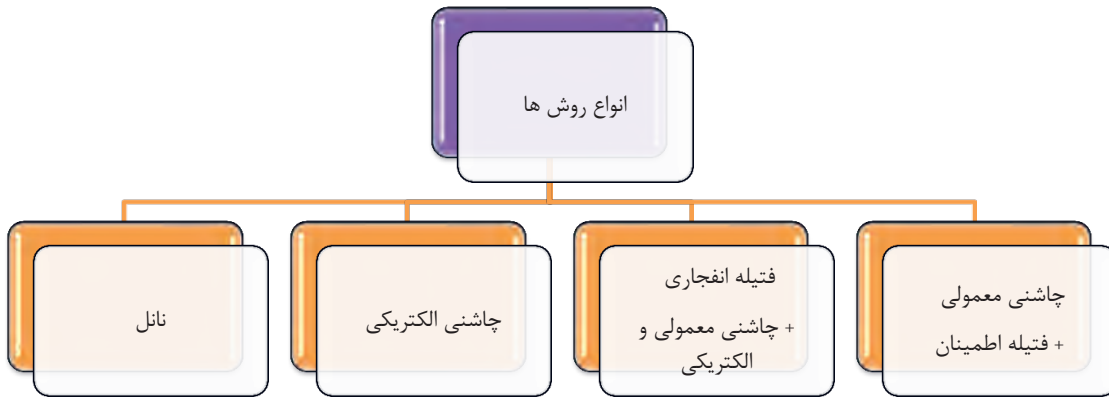 انواع روش ها
چاشنی معمولی
+ فتیله اطمینان
فتیله انفجاری
+ چاشنی معمولی و
الکتریکی
چاشنی الکتریکی
نانل